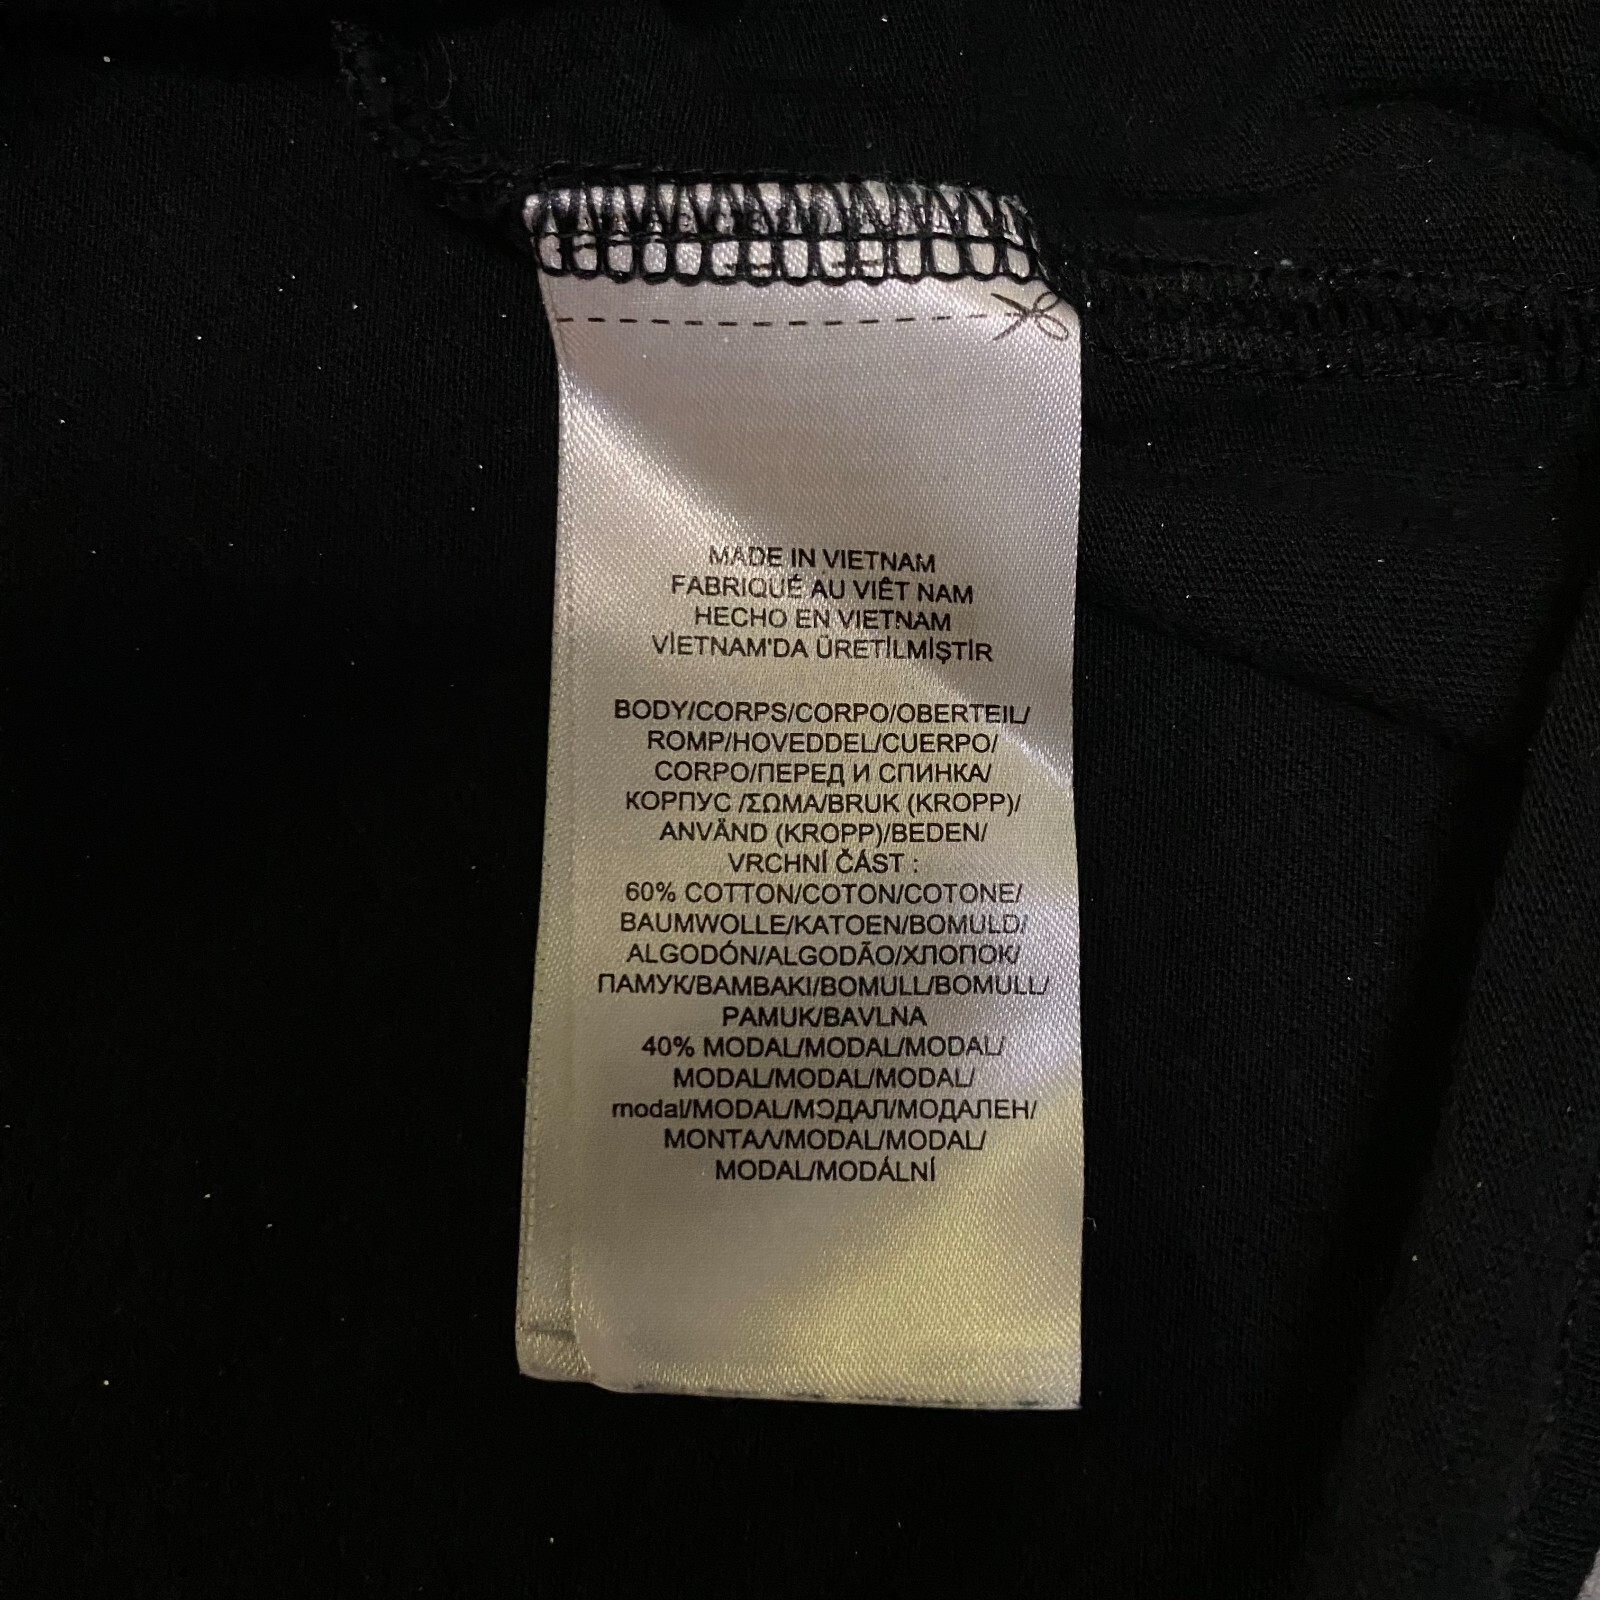 MADE IN VIETNAM
FABRIQUÉ AU VIÊT NAM
HECHO EN VIETNAM
VİETNAM'DA ÜRETİLMİŞTİR
BODY/CORPS/CORPO/OBERTEIL/
ROMP/HOVEDDEL/CUERPO/
CORPO/ПЕРЕД И СПИНКА/
КОРПУС /ΣΩΜΑ/BRUK (KROPP)/
ANVÄND (KROPP)/BEDEN/
VRCHNÍ ČÁST :
60% COTTON/COTON/COTONE/
BAUMWOLLE/KATOEN/BOMULD/
ALGODÓN/ALGODÃO/ХЛОПОК/
ПАМУК/ΒΑΜΒΑΚΙ/BOMULL/BOMULL/
PAMUK/BAVLNA
40% MODAL/MODAL/MODAL/
MODAL/MODAL/MODAL/
modal/MODAL/МЭДАЛ/МОДАЛЕН/
ΜΟΝΤΑΛ/MODAL/MODAL/
MODAL/MODÁLNÍ